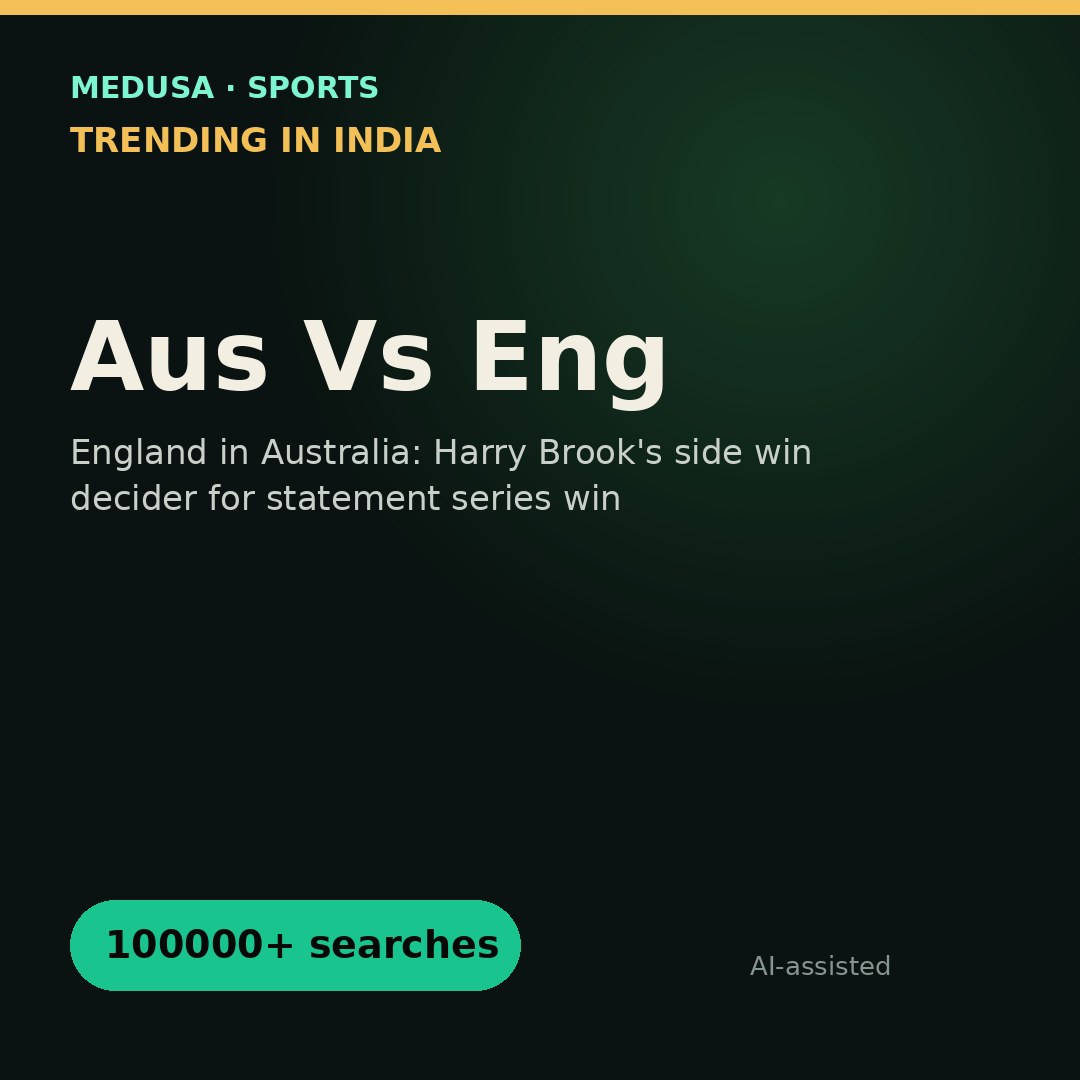 MEDUSA · SPORTS
TRENDING IN INDIA
Aus Vs Eng
England in Australia: Harry Brook's side win
decider for statement series win
100000+ searches
AI-assisted